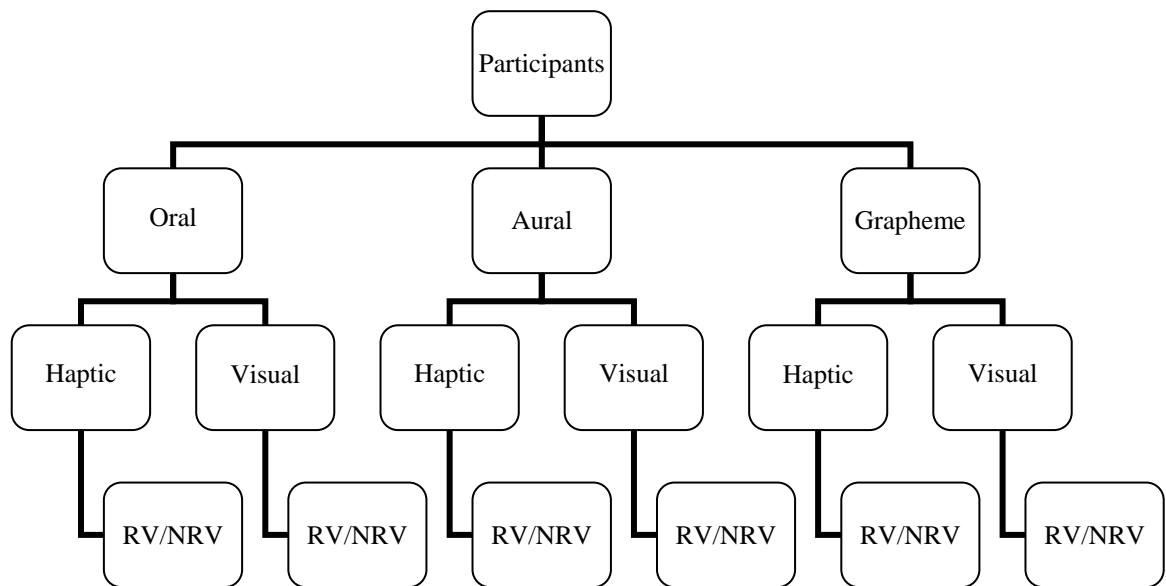 Participants
Oral Aural Grapheme
Haptic Visual Haptic Visual Haptic Visual
RV/NRV RV/NRV RV/NRV RV/NRV RV/NRV RV/NRV